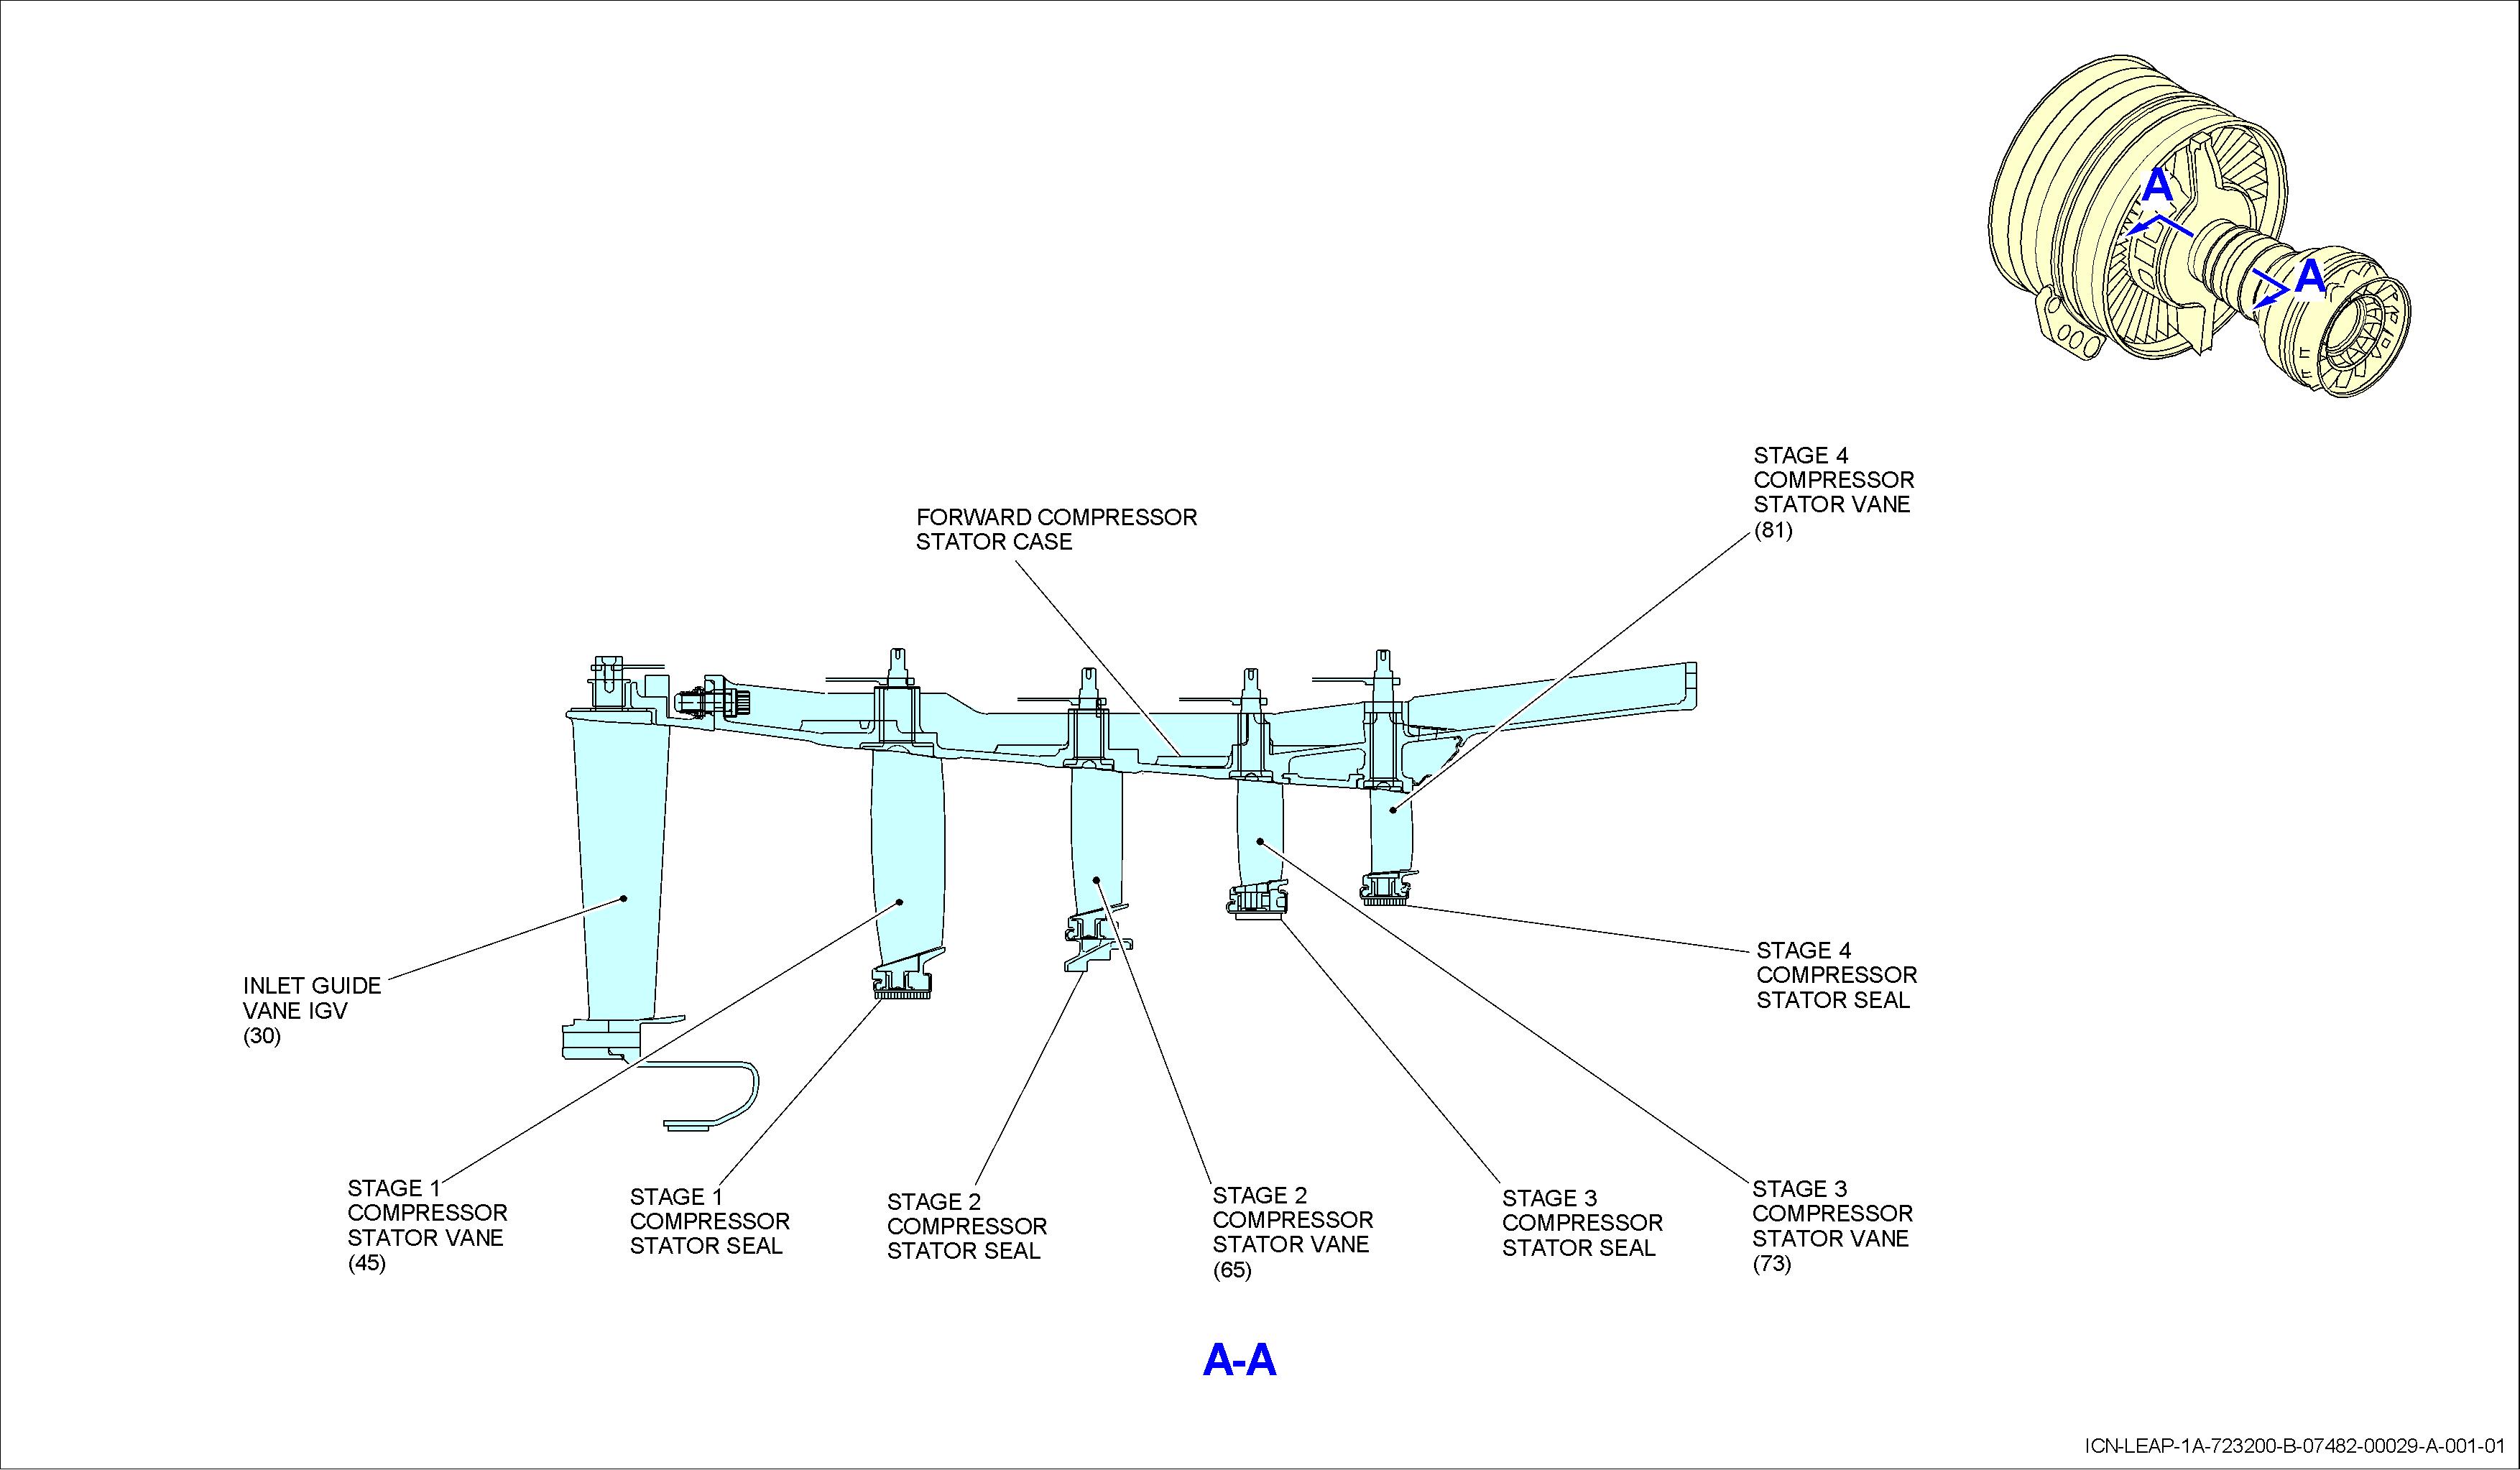 A
A
STAGE 4
COMPRESSOR
STATOR VANE
(81)
FORWARD COMPRESSOR
STATOR CASE
STAGE 4
COMPRESSOR
STATOR SEAL
INLET GUIDE
VANE IGV
(30)
STAGE 1
COMPRESSOR
STATOR VANE
(45)
STAGE 1
COMPRESSOR
STATOR SEAL
STAGE 2
COMPRESSOR
STATOR SEAL
STAGE 2
COMPRESSOR
STATOR VANE
(65)
STAGE 3
COMPRESSOR
STATOR SEAL
STAGE 3
COMPRESSOR
STATOR VANE
(73)
A-A
ICN-LEAP-1A-723200-B-07482-00029-A-001-01